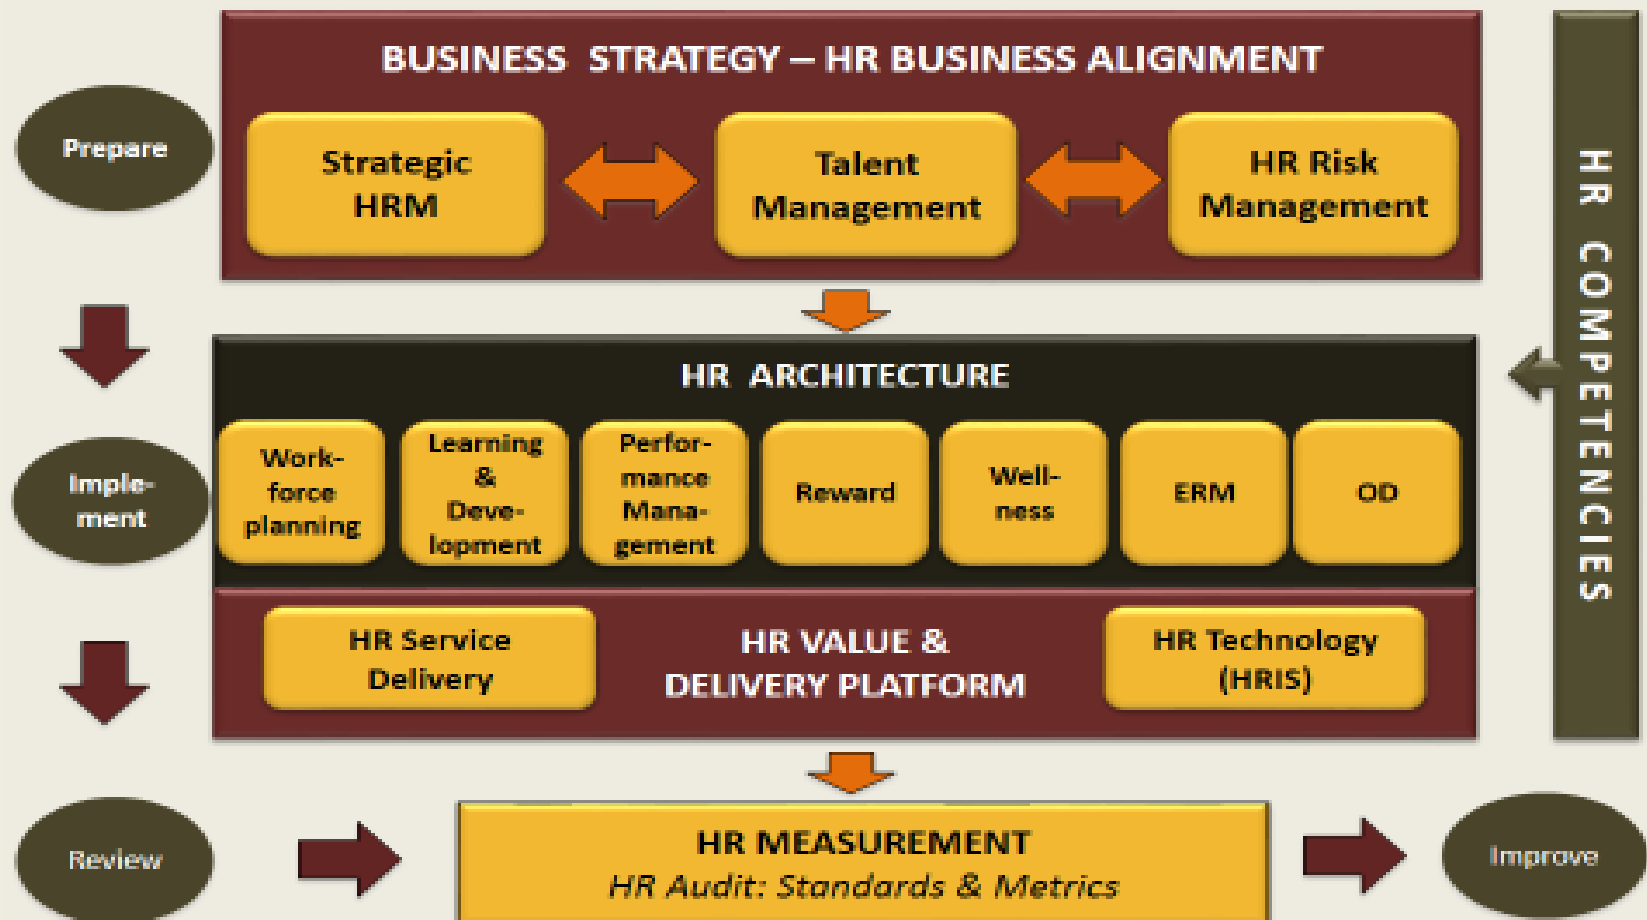 BUSINESS STRATEGY – HR BUSINESS ALIGNMENT
Prepare
Strategic
HRM
Talent
Management
HR Risk
Management
HR COMPETENCIES
HR ARCHITECTURE
Imple-
ment
Work-
force
planning
Learning
&
Deve-
lopment
Perfor-
mance
Mana-
gement
Reward
Well-
ness
ERM
OD
HR Service
Delivery
HR VALUE &
DELIVERY PLATFORM
HR Technology
(HRIS)
Review
HR MEASUREMENT
HR Audit: Standards & Metrics
Improve